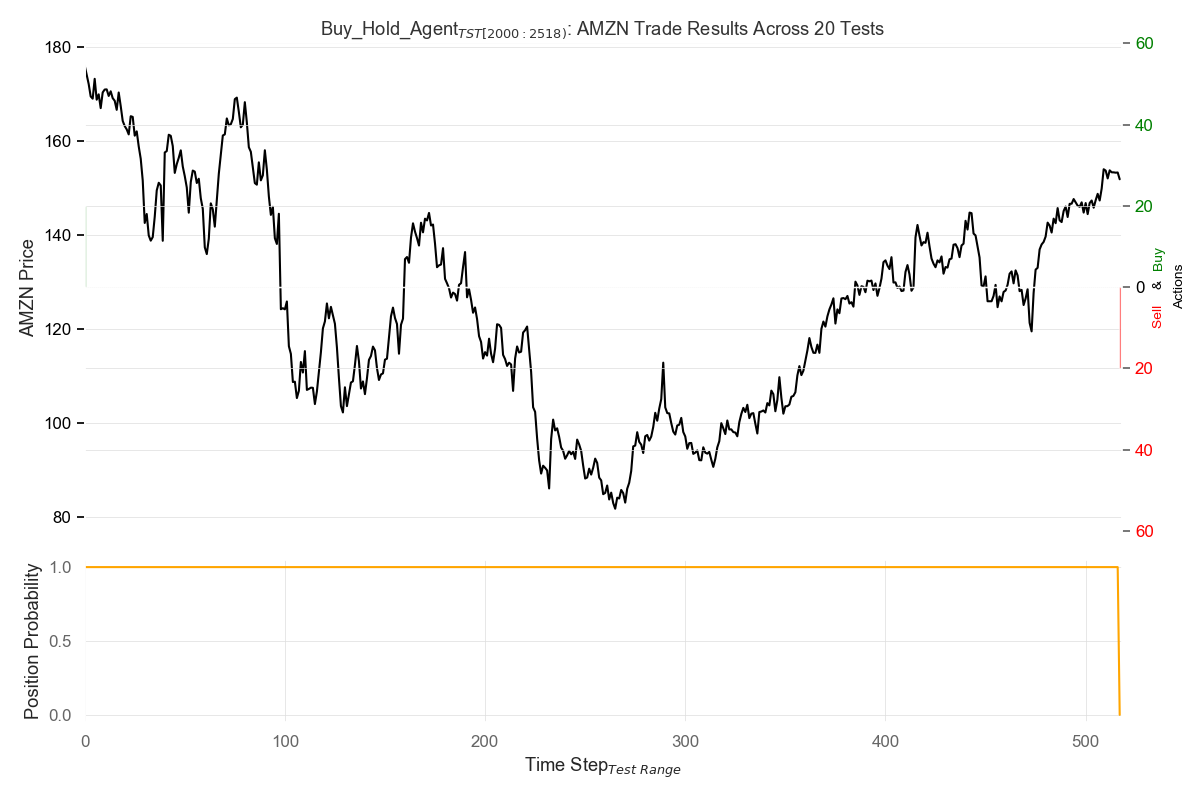 Buy_Hold_Agent_TST[2000:2518): AMZN Trade Results Across 20 Tests
AMZN Price
180
160
140
120
100
80
60
40
20
0
20
40
60
Sell & Buy
Actions
Position Probability
1.0
0.5
0.0
0 100 200 300 400 500
Time Step Test Range